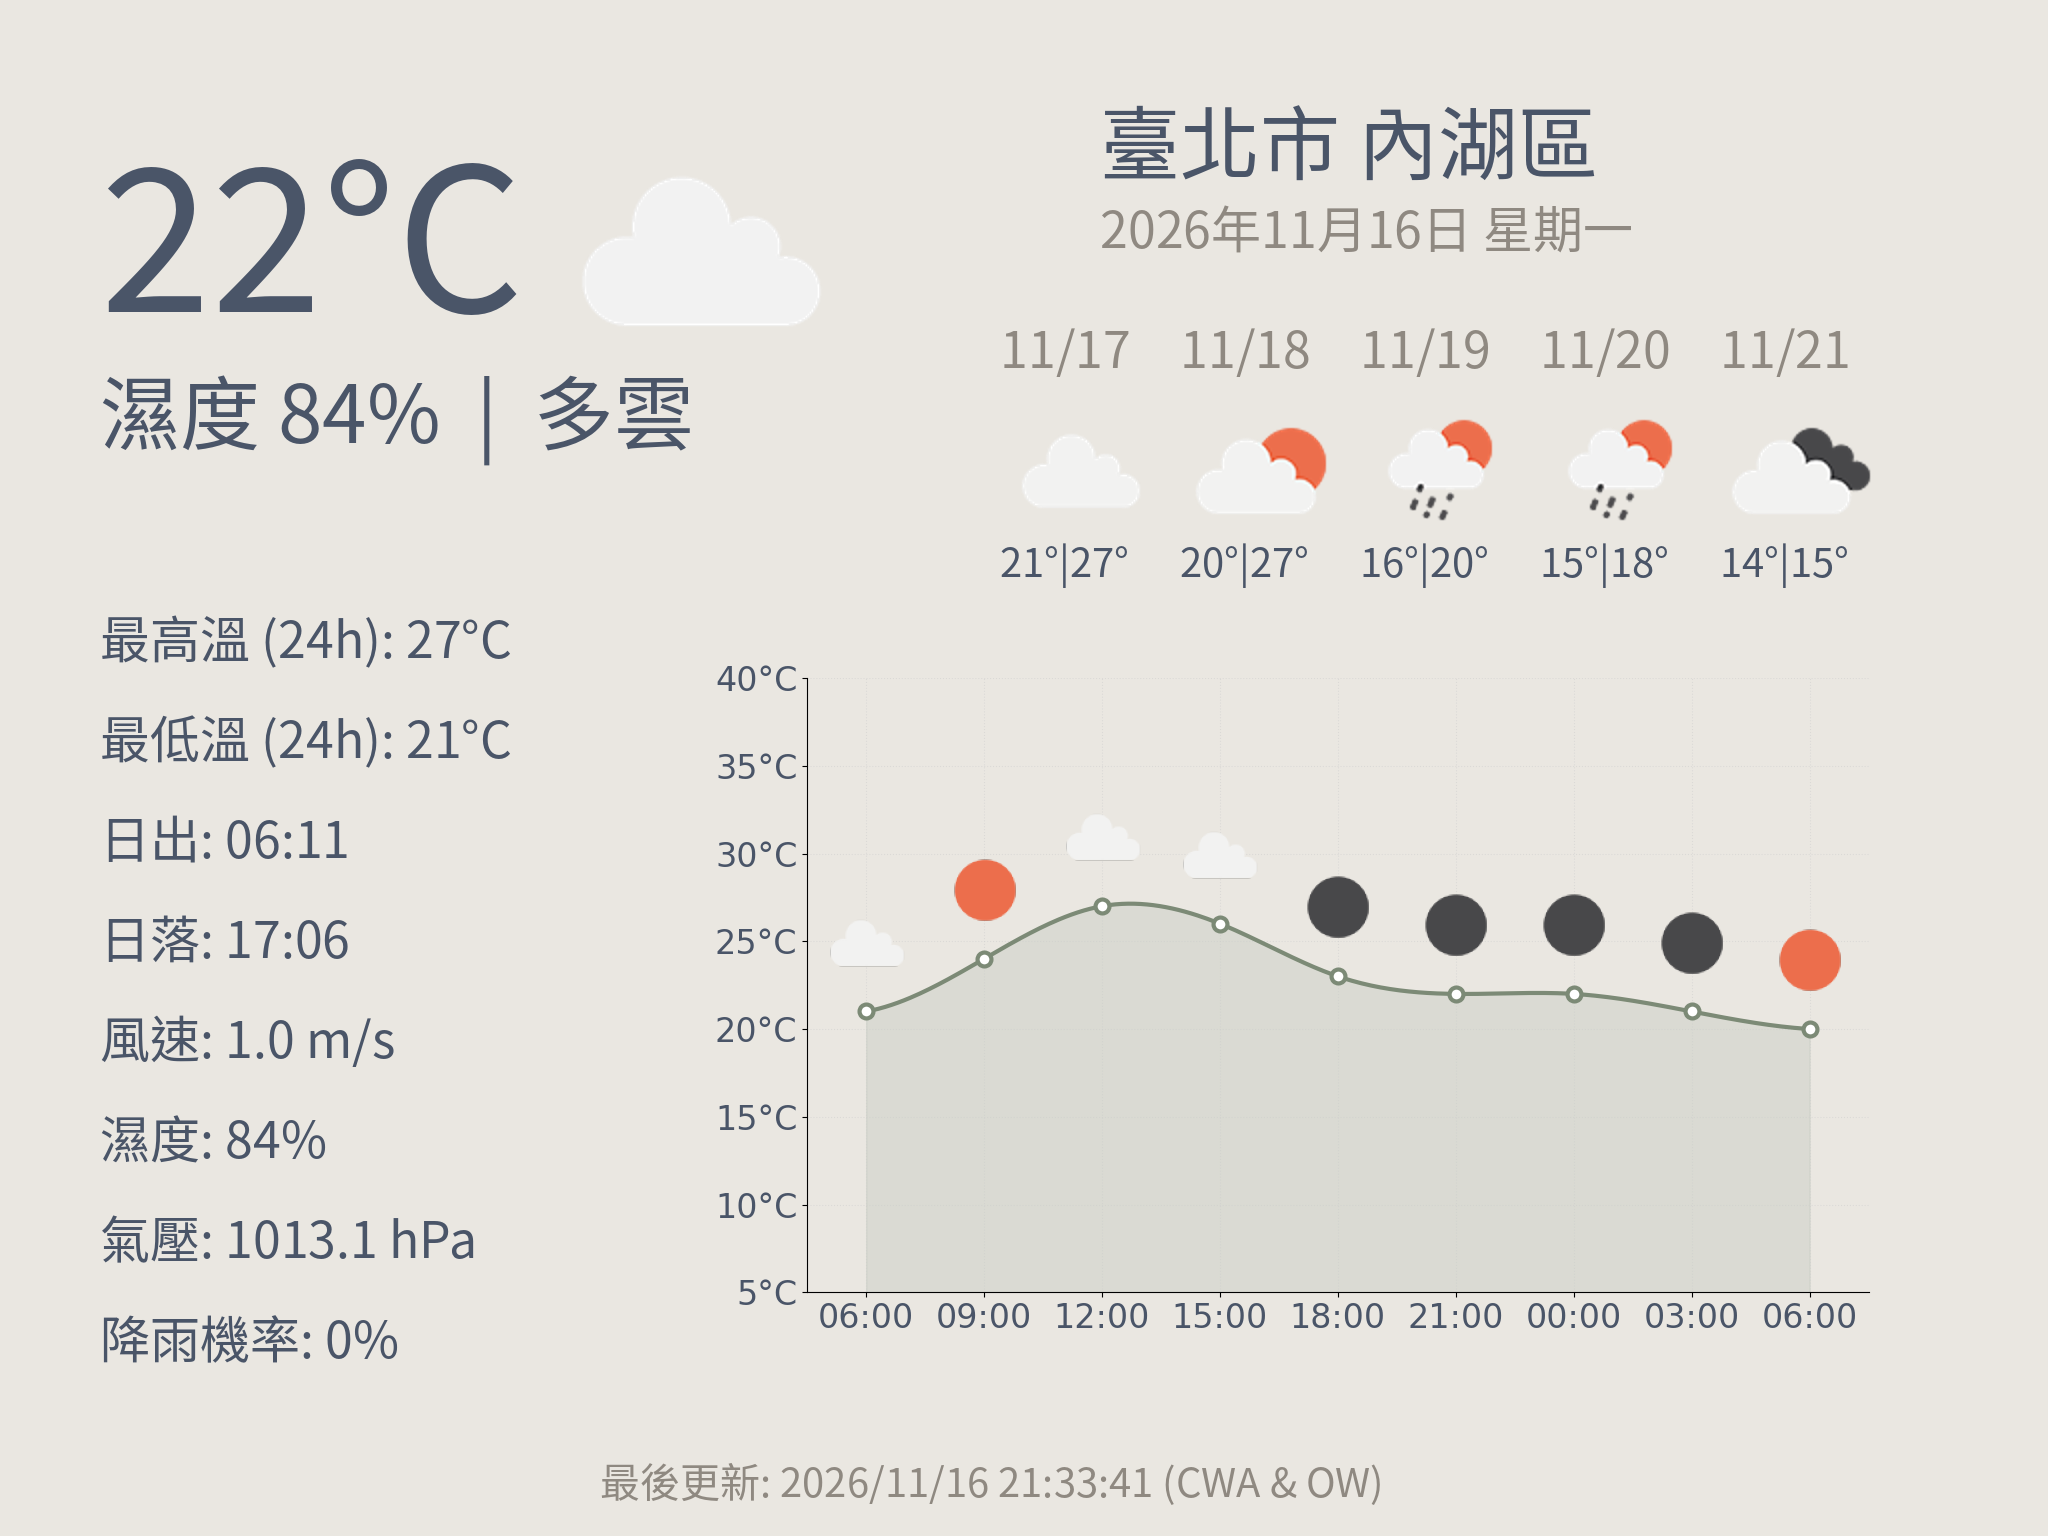 22°C
濕度 84% | 多雲
臺北市 內湖區
2026年11月16日 星期一
11/17 11/18 11/19 11/20 11/21
21°|27° 20°|27° 16°|20° 15°|18° 14°|15°
最高溫 (24h): 27°C
最低溫 (24h): 21°C
日出: 06:11
日落: 17:06
風速: 1.0 m/s
濕度: 84%
氣壓: 1013.1 hPa
降雨機率: 0%
40°C
35°C
30°C
25°C
20°C
15°C
10°C
5°C
06:00 09:00 12:00 15:00 18:00 21:00 00:00 03:00 06:00
最後更新: 2026/11/16 21:33:41 (CWA & OW)